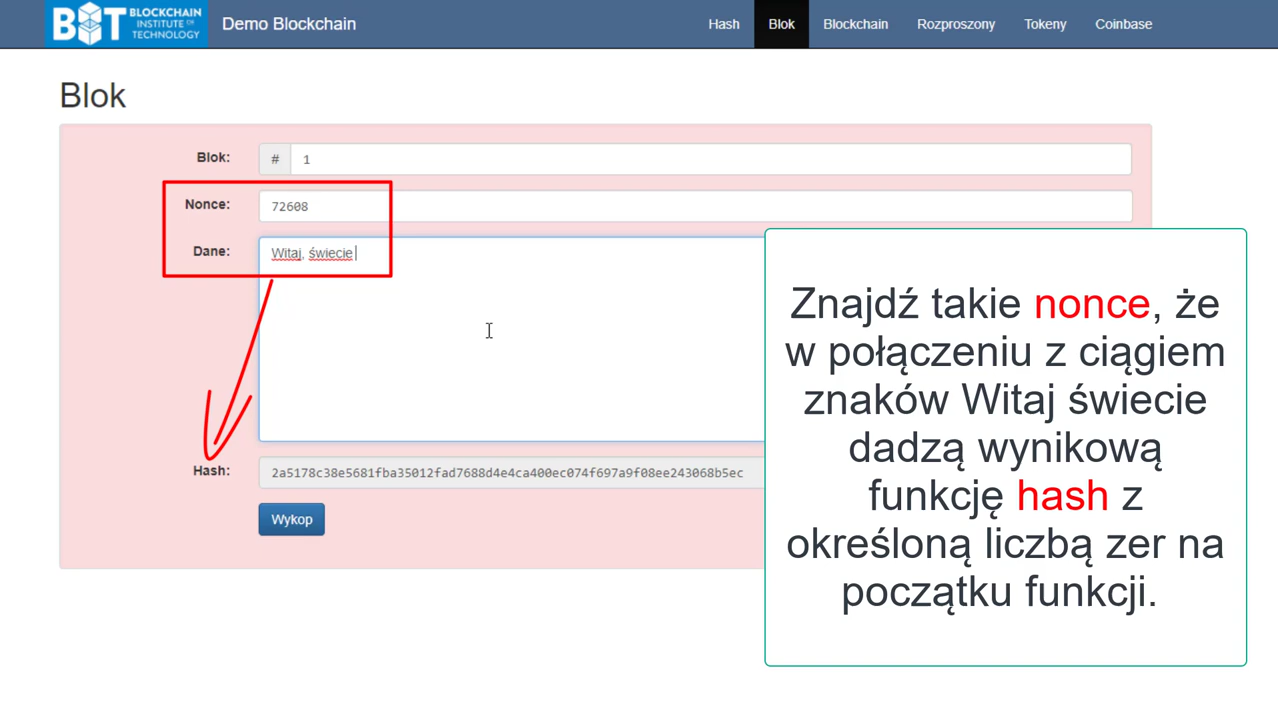 BOT BLOCKCHAIN
INSTITUTE OF
TECHNOLOGY
Demo Blockchain
Hash Blok Blockchain Rozproszony Tokeny Coinbase
Blok
Blok: # 1
Nonce: 72608
Dane: Witaj, świecie
Hash: 2a5178c38e5681fba35012fad7688d4e4ca400ec074f697a9f08ee243068b5ec
Wykop
Znajdź takie nonce, że
w połączeniu z ciągiem
znaków Witaj świecie
dadzą wynikową
funkcję hash z
określoną liczbą zer na
początku funkcji.